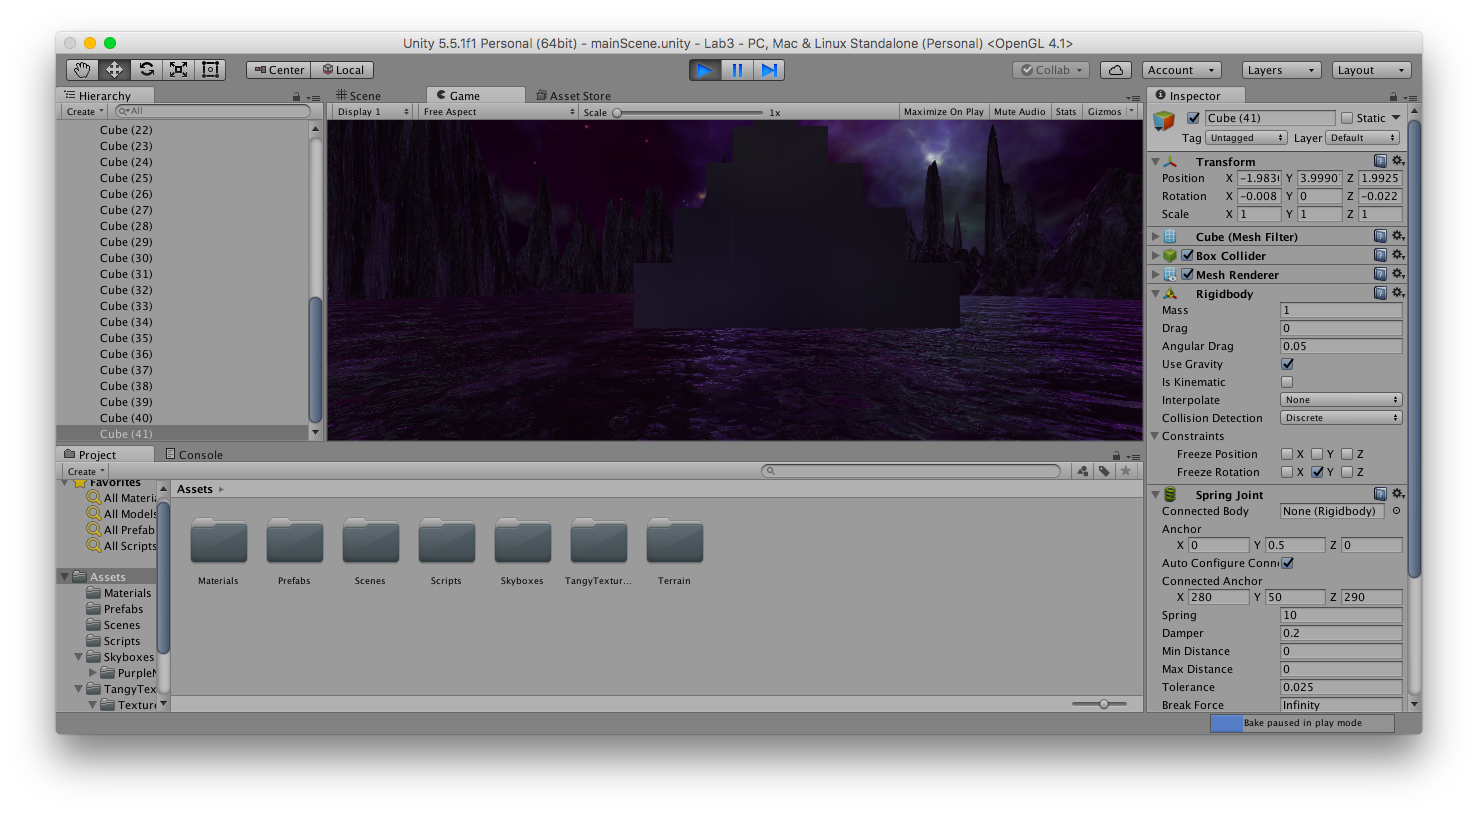 Unity 5.5.1f1 Personal (64bit) - mainScene.unity - Lab3 - PC, Mac & Linux Standalone (Personal) <OpenGL 4.1>
Center Local Collab Account Layers Layout
Hierarchy
Create All
Cube (22)
Cube (23)
Cube (24)
Cube (25)
Cube (26)
Cube (27)
Cube (28)
Cube (29)
Cube (30)
Cube (31)
Cube (32)
Cube (33)
Cube (34)
Cube (35)
Cube (36)
Cube (37)
Cube (38)
Cube (39)
Cube (40)
Cube (41)
Scene Game Asset Store
Display 1 Free Aspect Scale 1x Maximize On Play Mute Audio Stats Gizmos
Inspector
Cube (41) Static
Tag Untagged Layer Default
Transform
Position X -1.983 Y 3.9990 Z 1.9925
Rotation X -0.008 Y 0 Z -0.022
Scale X 1 Y 1 Z 1
Cube (Mesh Filter)
Box Collider
Mesh Renderer
Rigidbody
Mass 1
Drag 0
Angular Drag 0.05
Use Gravity
Is Kinematic
Interpolate None
Collision Detection Discrete
Constraints
Freeze Position X Y Z
Freeze Rotation X Y Z
Spring Joint
Connected Body None (Rigidbody)
Anchor
X 0 Y 0.5 Z 0
Auto Configure Conn
Connected Anchor
X 280 Y 50 Z 290
Spring 10
Damper 0.2
Min Distance 0
Max Distance 0
Tolerance 0.025
Break Force Infinity
Project Console
Create
Favorites
All Materia
All Models
All Prefab
All Scripts
Assets
Materials
Prefabs
Scenes
Scripts
Skyboxes
PurpleN
TangyTex
Texture
Assets
Materials Prefabs Scenes Scripts Skyboxes TangyTextur... Terrain
Bake paused in play mode